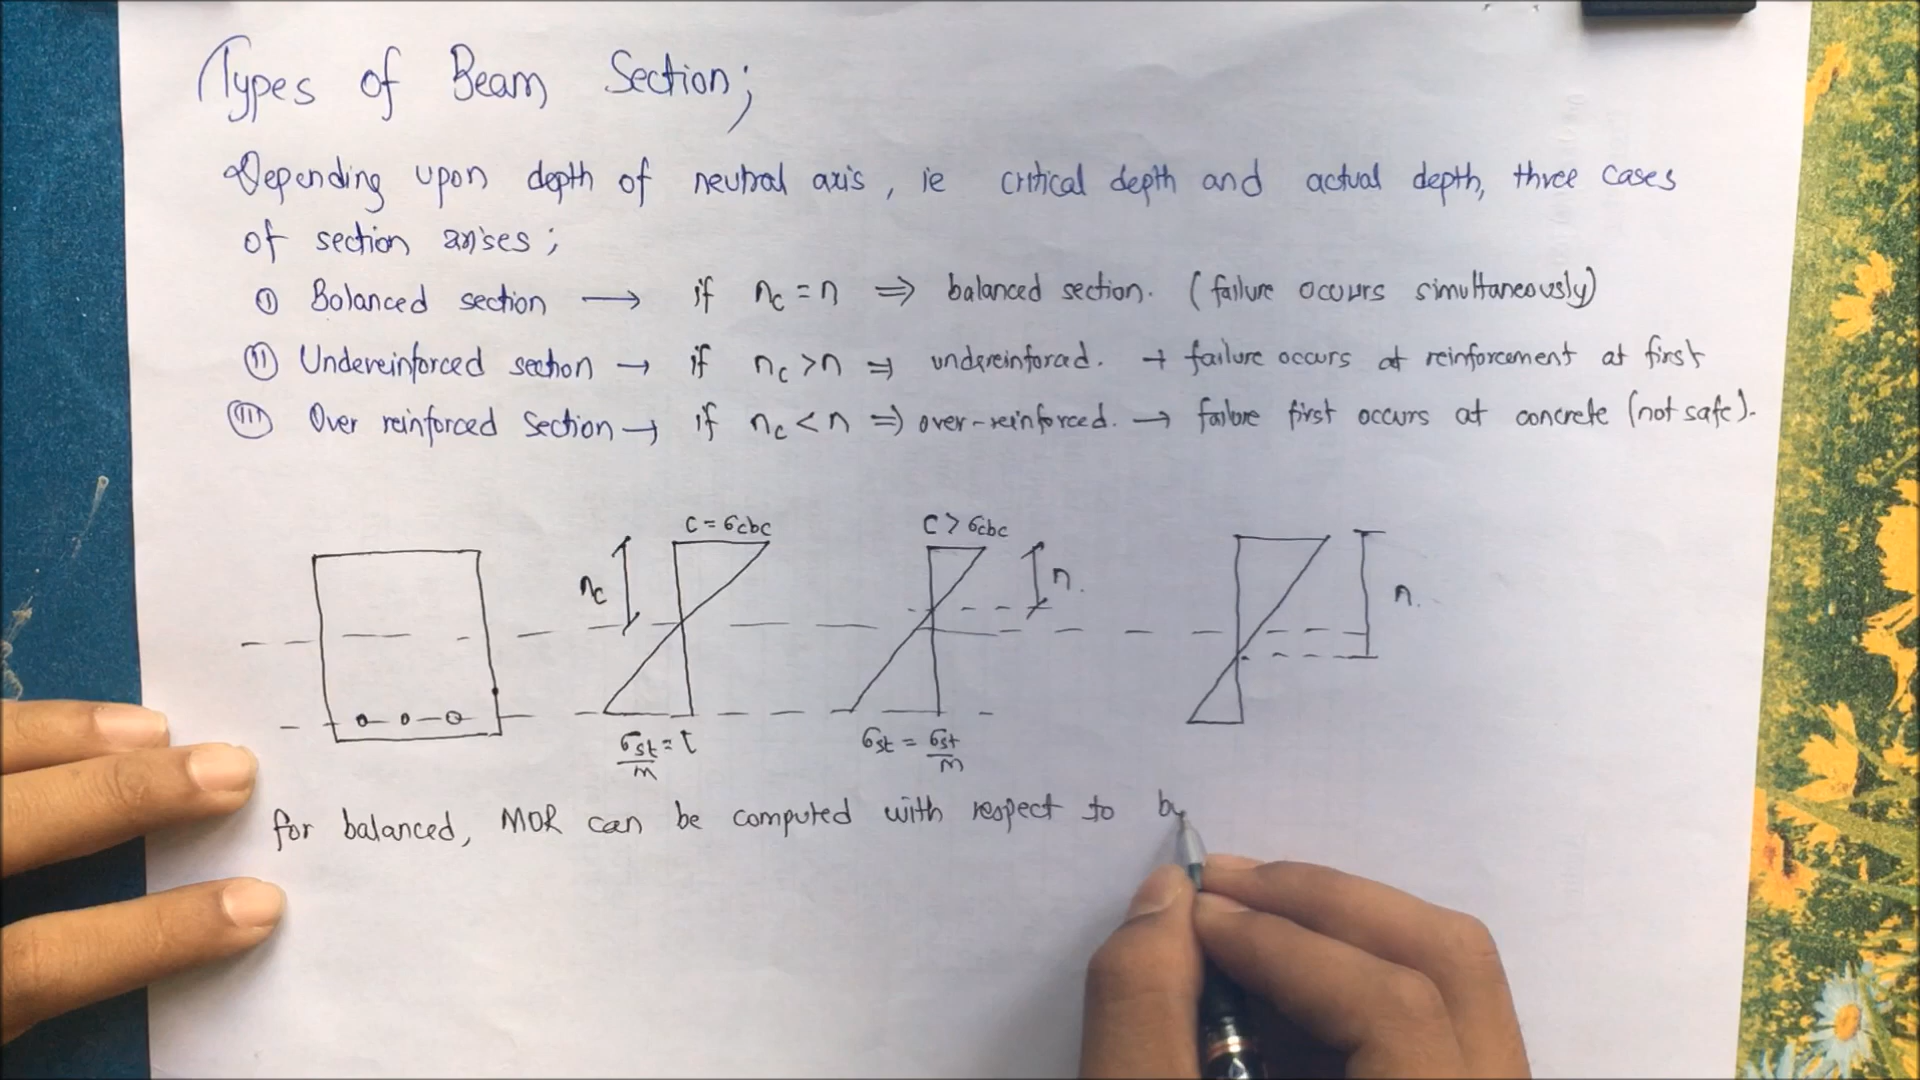 Types of Beam Section;
Depending upon depth of neutral axis, ie critical depth and actual depth, three cases
of section arises;
(i) Balanced section → if nc = n ⇒ balanced section. (failure occurs simultaneously)
(ii) Undereinforced section → if nc > n ⇒ undereinforced. → failure occurs at reinforcement at first
(iii) Over reinforced section → if nc < n ⇒ over-reinforced. → failure first occurs at concrete (not safe).
c = σcbc
c > σcbc
nc
n.
n.
σst/m = t
σst = σst/m
for balanced, MOR can be computed with respect to by